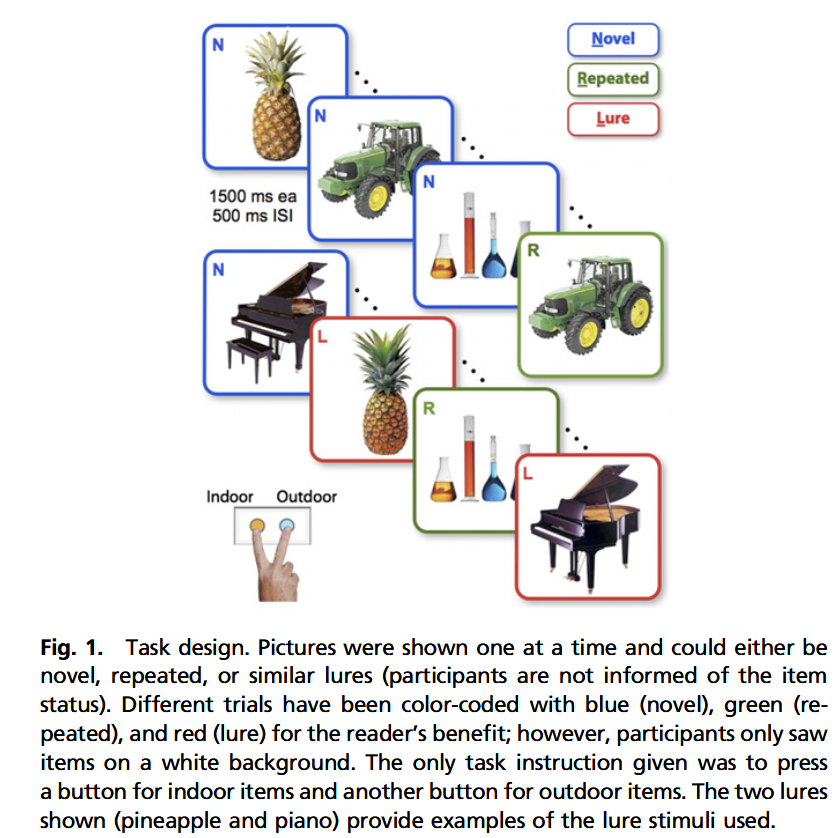 N
Novel
Repeated
Lure
N
N
1500 ms ea
500 ms ISI
R
N
L
R
L
Indoor Outdoor
Fig. 1. Task design. Pictures were shown one at a time and could either be
novel, repeated, or similar lures (participants are not informed of the item
status). Different trials have been color-coded with blue (novel), green (re-
peated), and red (lure) for the reader's benefit; however, participants only saw
items on a white background. The only task instruction given was to press
a button for indoor items and another button for outdoor items. The two lures
shown (pineapple and piano) provide examples of the lure stimuli used.